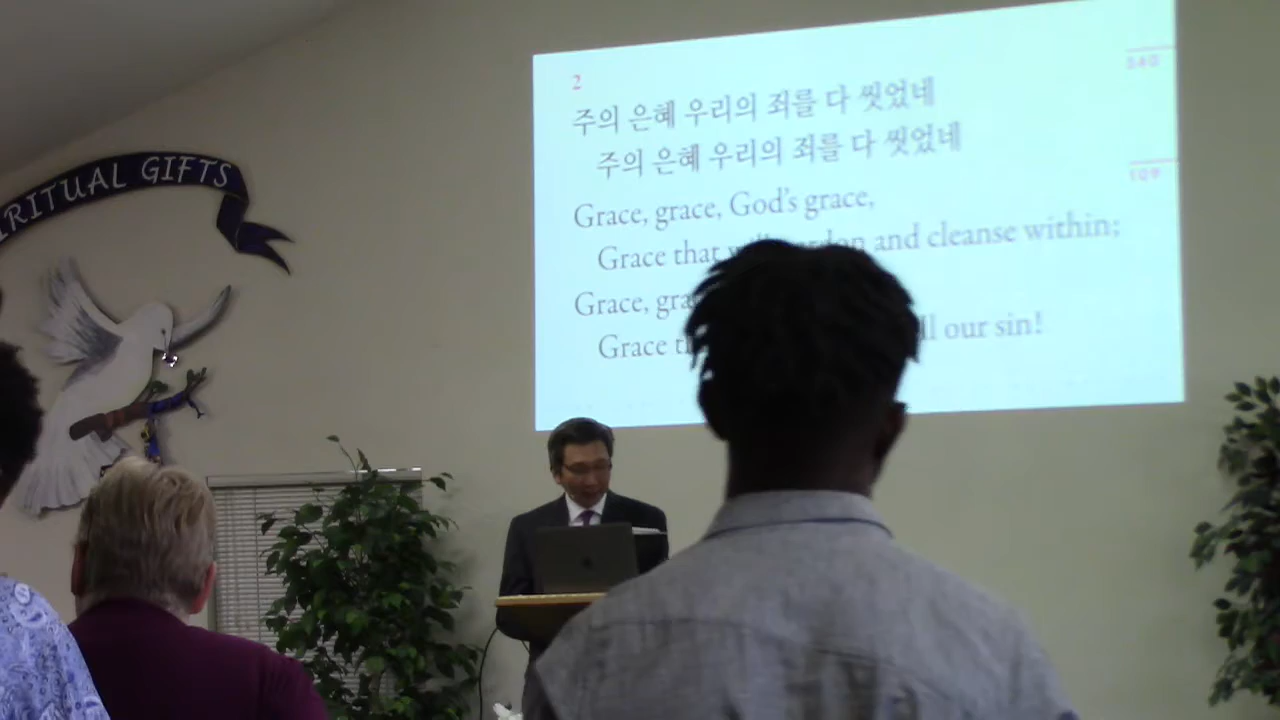 RITUAL GIFTS
2
주의 은혜 우리의 죄를 다 씻었네
주의 은혜 우리의 죄를 다 씻었네
Grace, grace, God's grace,
Grace that and cleanse within;
Grace,
Grace our sin!
109